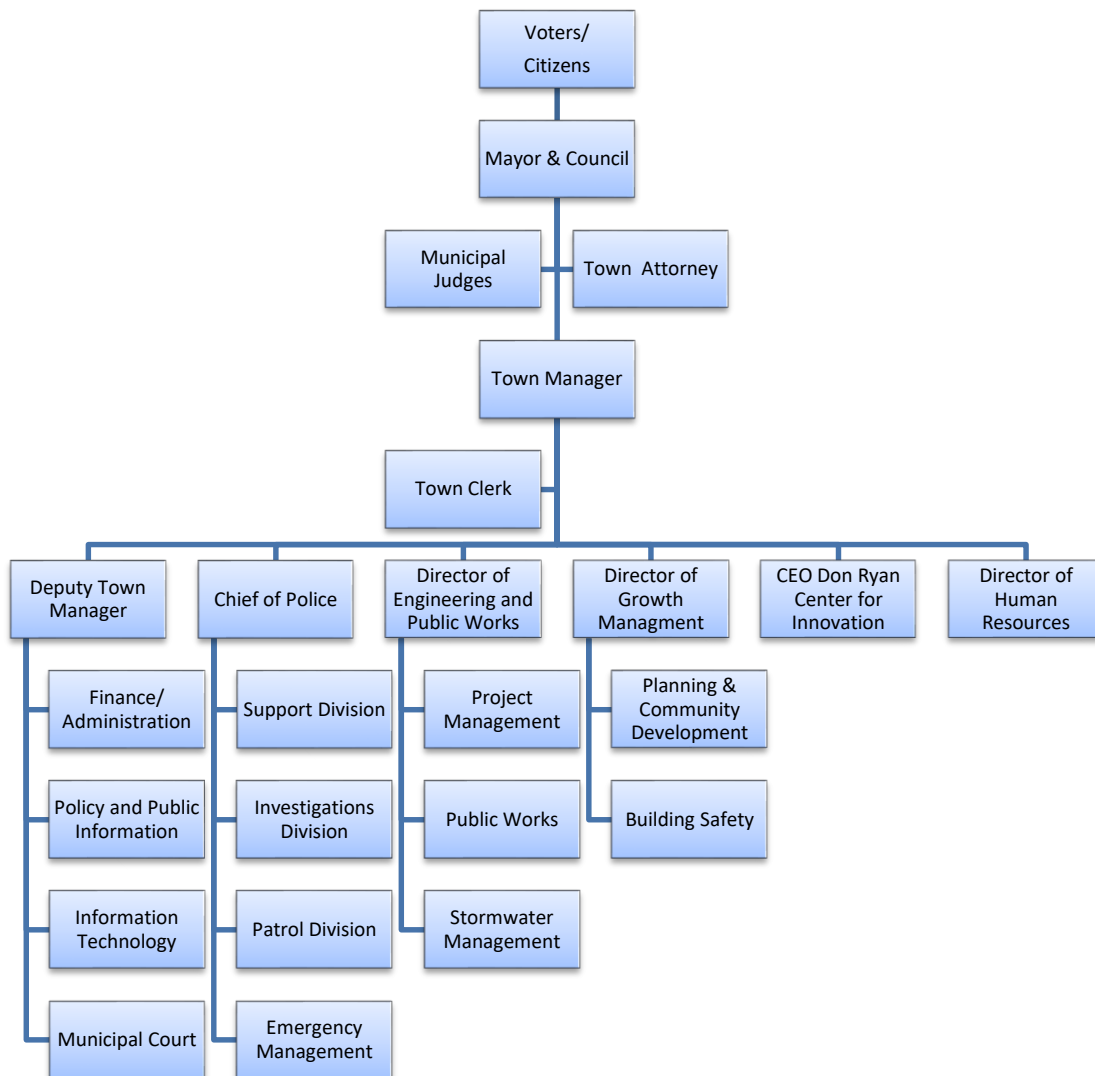 Voters/
Citizens
Mayor & Council
Municipal
Judges
Town Attorney
Town Manager
Town Clerk
Deputy Town
Manager
Chief of Police
Director of
Engineering and
Public Works
Director of
Growth
Managment
CEO Don Ryan
Center for
Innovation
Director of
Human
Resources
Finance/
Administration
Support Division
Project
Management
Planning &
Community
Development
Policy and Public
Information
Investigations
Division
Public Works
Building Safety
Information
Technology
Patrol Division
Stormwater
Management
Municipal Court
Emergency
Management